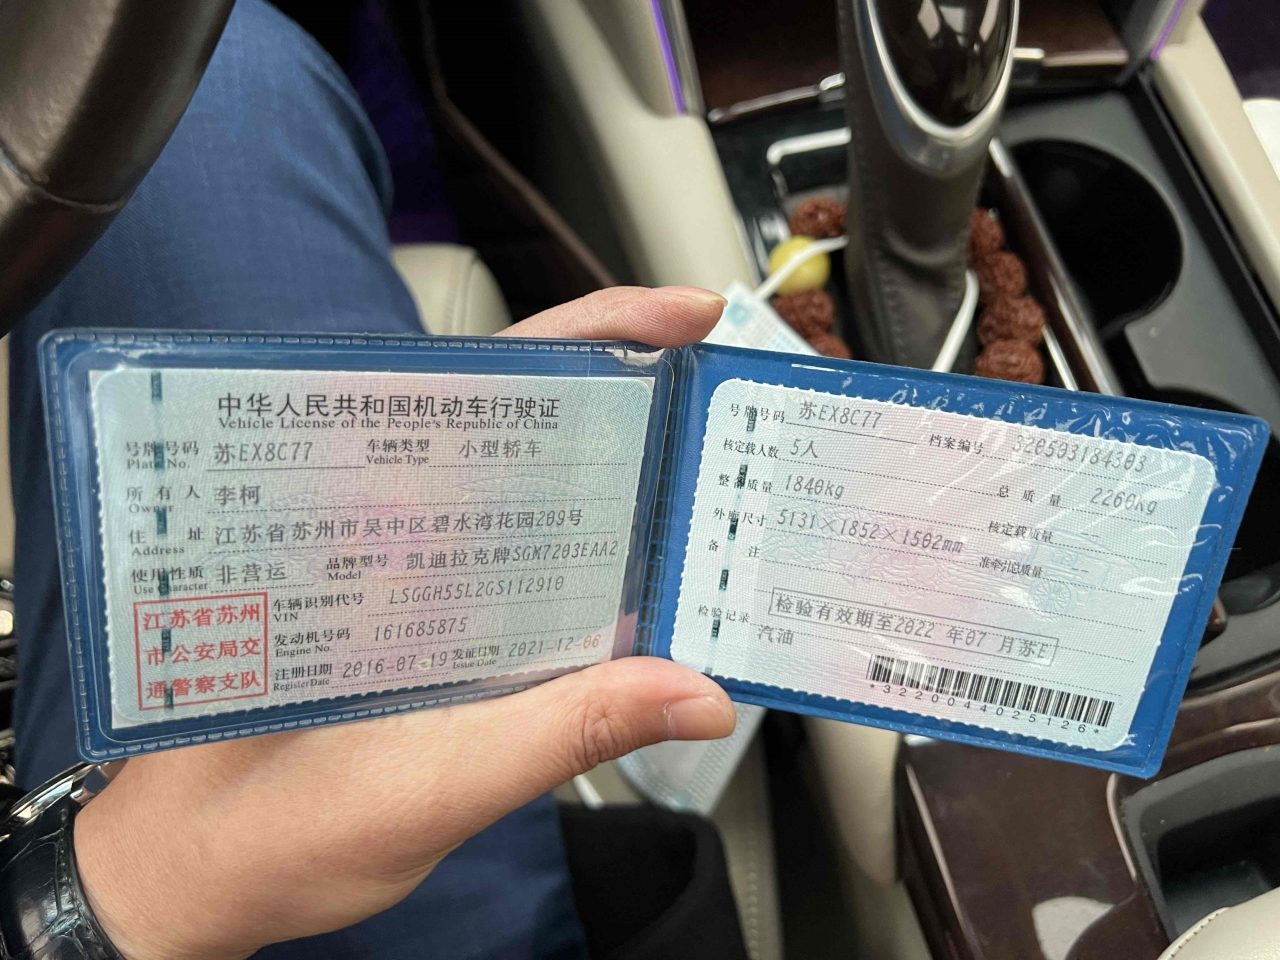 中华人民共和国机动车行驶证
Vehicle License of the People's Republic of China
号牌号码 苏EX8C77 车辆类型 小型轿车
Plate No. Vehicle Type
所有人 李柯
Owner
住址 江苏省苏州市吴中区碧水湾花园209号
Address
使用性质 非营运 品牌型号 凯迪拉克牌SGM7203EAA2
Use Character Model
江苏省苏州
市公安局交
通警察支队
车辆识别代号 LSGGH55L2GS112910
VIN
发动机号码 161685875
Engine No.
注册日期 2016-07-19 发证日期 2021-12-06
Register Date Issue Date
号牌号码 苏EX8C77 档案编号 320503184303
核定载人数 5人
整备质量 1840kg 总质量 2260kg
外廓尺寸 5131×1852×1502mm 核定载质量 --
备注 准牵引总质量 --
检验记录 检验有效期至2022年07月苏E
汽油
*3220044025126*